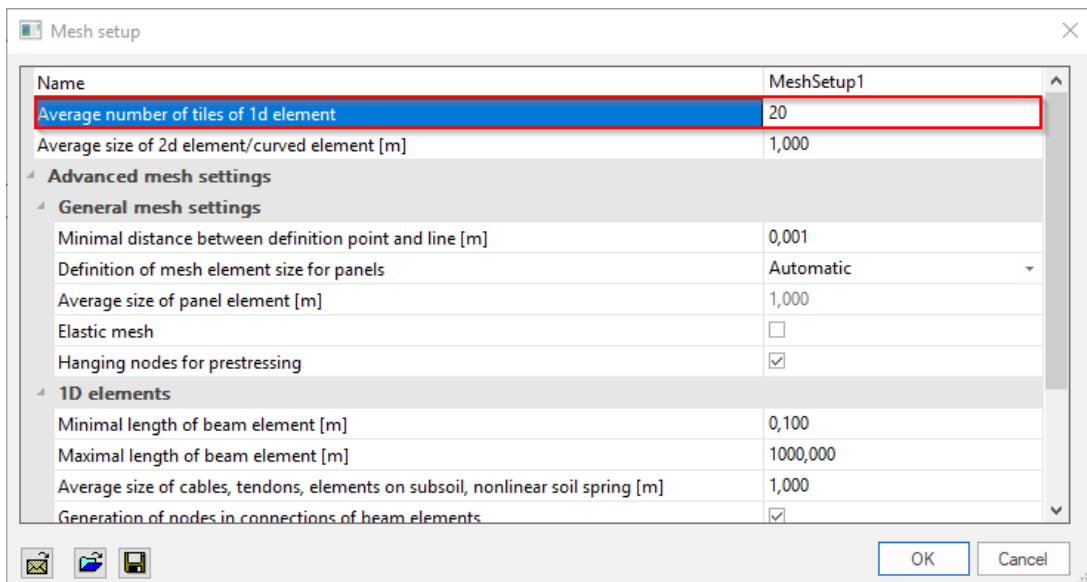 Mesh setup
Name MeshSetup1
Average number of tiles of 1d element 20
Average size of 2d element/curved element [m] 1,000
Advanced mesh settings
General mesh settings
Minimal distance between definition point and line [m] 0,001
Definition of mesh element size for panels Automatic
Average size of panel element [m] 1,000
Elastic mesh
Hanging nodes for prestressing
1D elements
Minimal length of beam element [m] 0,100
Maximal length of beam element [m] 1000,000
Average size of cables, tendons, elements on subsoil, nonlinear soil spring [m] 1,000
Generation of nodes in connections of beam elements
OK Cancel